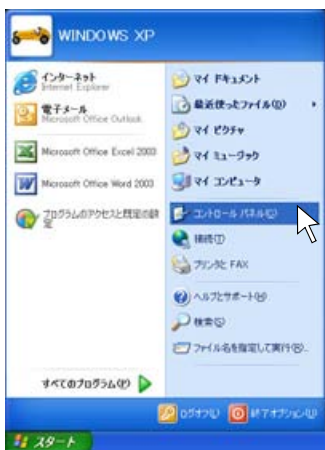 WINDOWS XP
インターネット
Internet Explorer
電子メール
Microsoft Office Outlook
Microsoft Office Excel 2003
Microsoft Office Word 2003
プログラムのアクセスと既定の設定
すべてのプログラム(P)
マイ ドキュメント
最近使ったファイル(D)
マイ ピクチャ
マイ ミュージック
マイ コンピュータ
コントロール パネル(C)
接続(T)
プリンタと FAX
ヘルプとサポート(H)
検索(S)
ファイル名を指定して実行(R)...
ログオフ(L)
終了オプション(U)
スタート